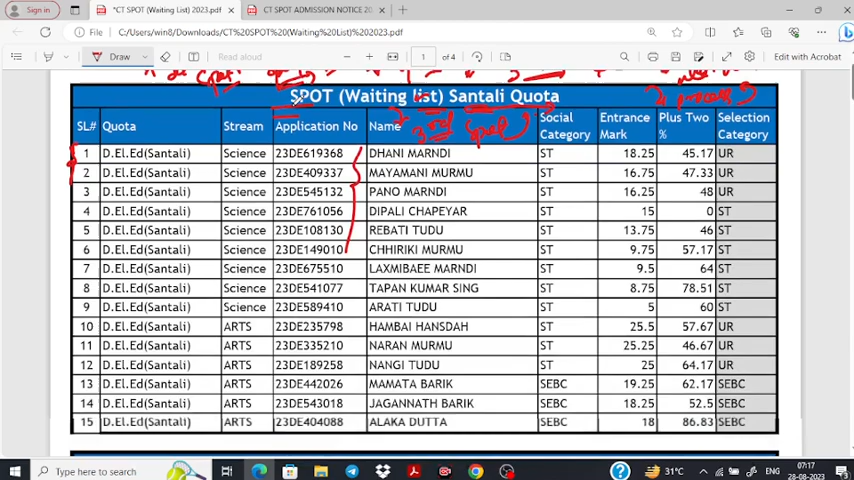 Sign in
*CT SPOT (Waiting List) 2023.pdf
CT SPOT ADMISSION NOTICE 20
File C:/Users/win8/Downloads/CT%20SPOT%20(Waiting%20List)%202023.pdf
Draw
Read aloud
1 of 4
Edit with Acrobat
process
SPOT (Waiting list) Santali Quota
3rd
SL# Quota Stream Application No Name Social Category Entrance Mark Plus Two % Selection Category
1 D.El.Ed(Santali) Science 23DE619368 DHANI MARNDI ST 18.25 45.17 UR
2 D.El.Ed(Santali) Science 23DE409337 MAYAMANI MURMU ST 16.75 47.33 UR
3 D.El.Ed(Santali) Science 23DE545132 PANO MARNDI ST 16.25 48 UR
4 D.El.Ed(Santali) Science 23DE761056 DIPALI CHAPEYAR ST 15 0 ST
5 D.El.Ed(Santali) Science 23DE108130 REBATI TUDU ST 13.75 46 ST
6 D.El.Ed(Santali) Science 23DE149010 CHHIRIKI MURMU ST 9.75 57.17 UR
7 D.El.Ed(Santali) Science 23DE675510 LAXMIBAEE MARNDI ST 9.5 64 ST
8 D.El.Ed(Santali) Science 23DE541077 TAPAN KUMAR SING ST 8.75 78.51 ST
9 D.El.Ed(Santali) Science 23DE589410 ARATI TUDU ST 5 60 ST
10 D.El.Ed(Santali) ARTS 23DE235798 HAMBAI HANSDAH ST 25.5 57.67 UR
11 D.El.Ed(Santali) ARTS 23DE335210 NARAN MURMU ST 25.25 46.67 UR
12 D.El.Ed(Santali) ARTS 23DE189258 NANGI TUDU ST 25 64.17 UR
13 D.El.Ed(Santali) ARTS 23DE442026 MAMATA BARIK SEBC 19.25 62.17 SEBC
14 D.El.Ed(Santali) ARTS 23DE543018 JAGANNATH BARIK SEBC 18.25 52.5 SEBC
15 D.El.Ed(Santali) ARTS 23DE404088 ALAKA DUTTA SEBC 18 86.83 SEBC
Type here to search
31°C
ENG
07:17
28-08-2023